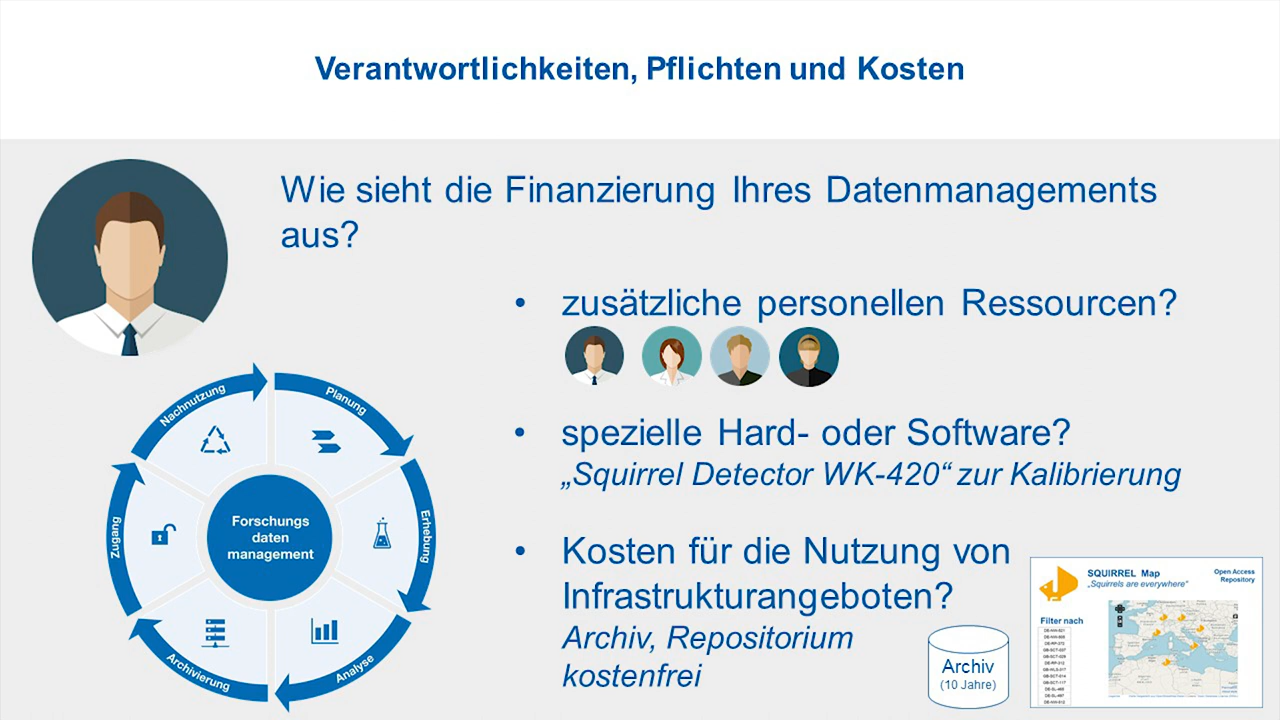 Verantwortlichkeiten, Pflichten und Kosten
Wie sieht die Finanzierung Ihres Datenmanagements
aus?
• zusätzliche personellen Ressourcen?
• spezielle Hard- oder Software?
„Squirrel Detector WK-420“ zur Kalibrierung
• Kosten für die Nutzung von
Infrastrukturangeboten?
Archiv, Repositorium
kostenfrei
Nachnutzung
Planung
Erhebung
Analyse
Archivierung
Zugang
Forschungs
daten
management
Archiv
(10 Jahre)
SQUIRREL Map
„Squirrels are everywhere“
Open Access
Repository
Filter nach